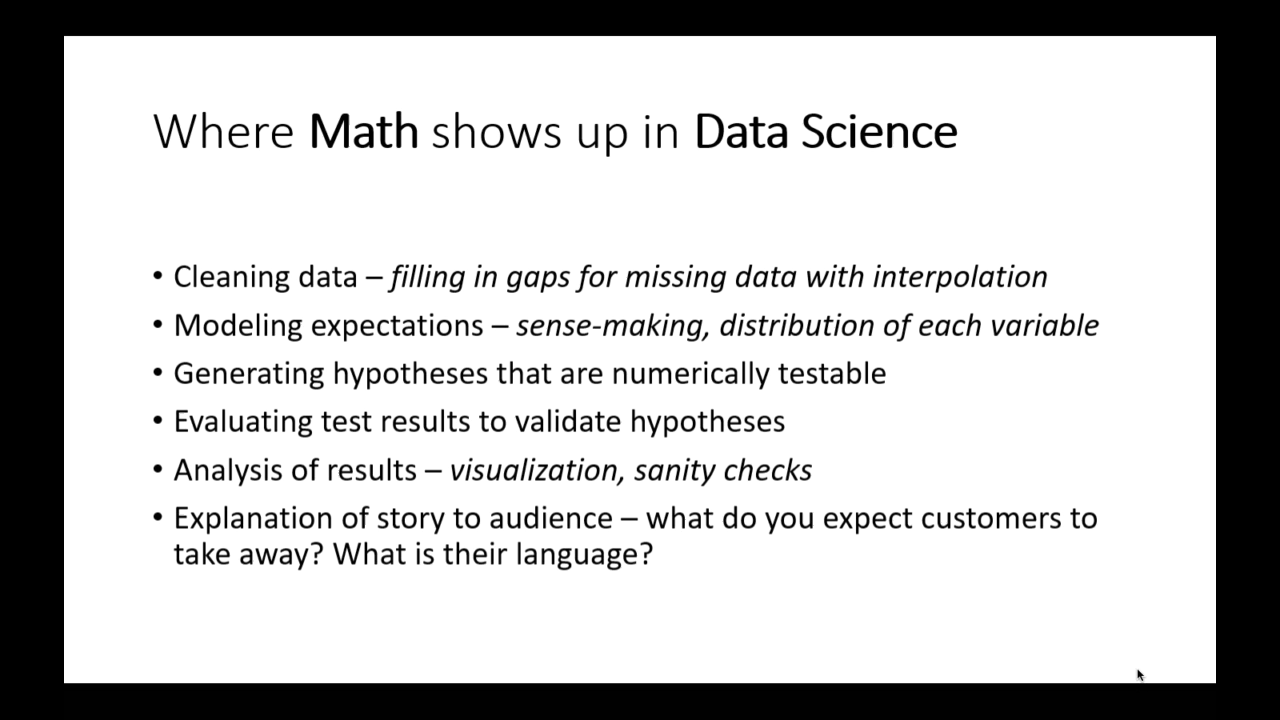 Where Math shows up in Data Science
• Cleaning data – filling in gaps for missing data with interpolation
• Modeling expectations – sense-making, distribution of each variable
• Generating hypotheses that are numerically testable
• Evaluating test results to validate hypotheses
• Analysis of results – visualization, sanity checks
• Explanation of story to audience – what do you expect customers to
take away? What is their language?